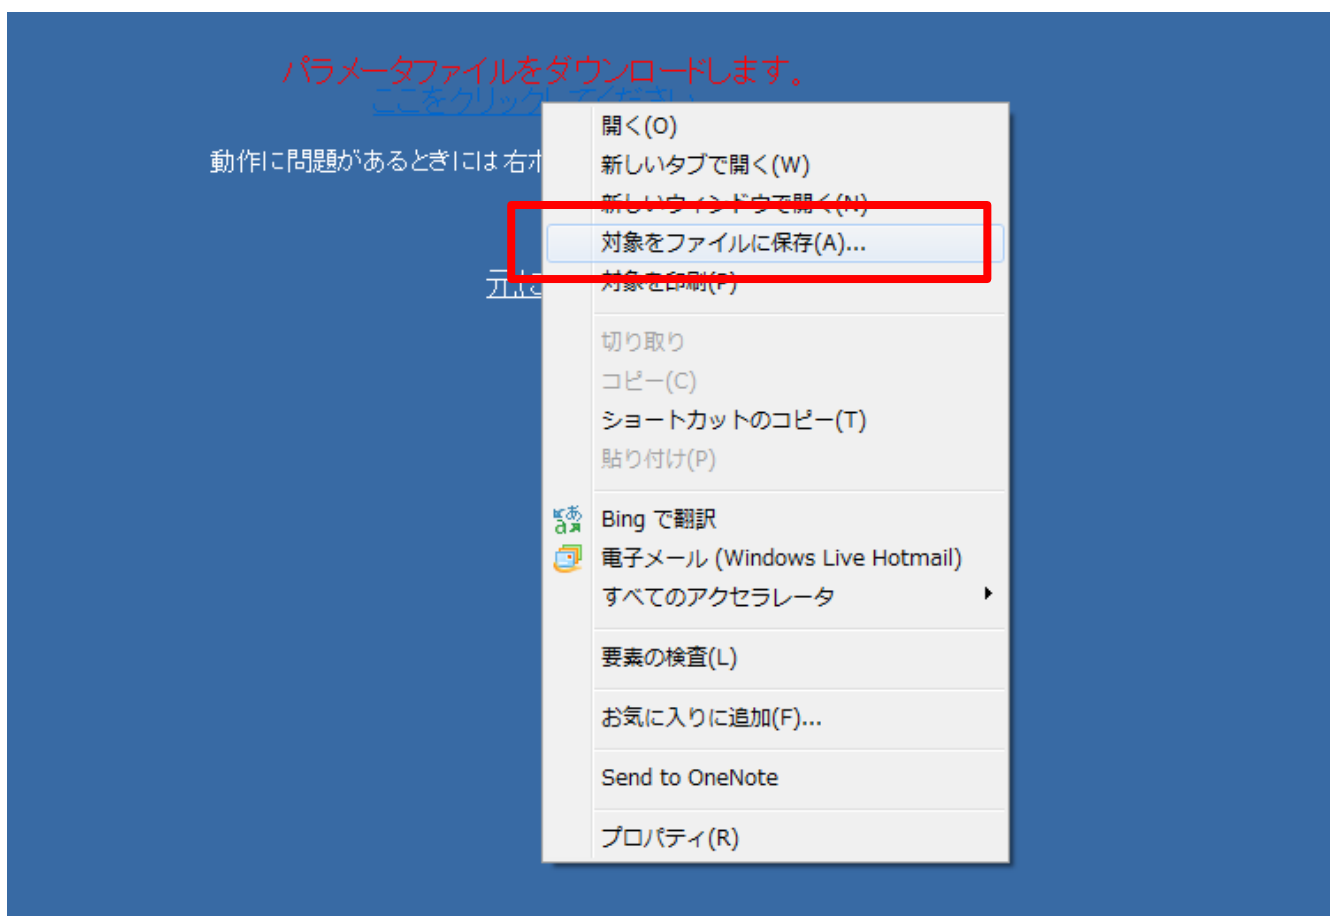 パラメータファイルをダウンロードします。
ここをクリックしてください
動作に問題があるときには右ボ
元に
開く(O)
新しいタブで開く(W)
新しいウィンドウで開く(N)
対象をファイルに保存(A)...
対象を印刷(P)
切り取り
コピー(C)
ショートカットのコピー(T)
貼り付け(P)
Bing で翻訳
電子メール (Windows Live Hotmail)
すべてのアクセラレータ
要素の検査(L)
お気に入りに追加(F)...
Send to OneNote
プロパティ(R)